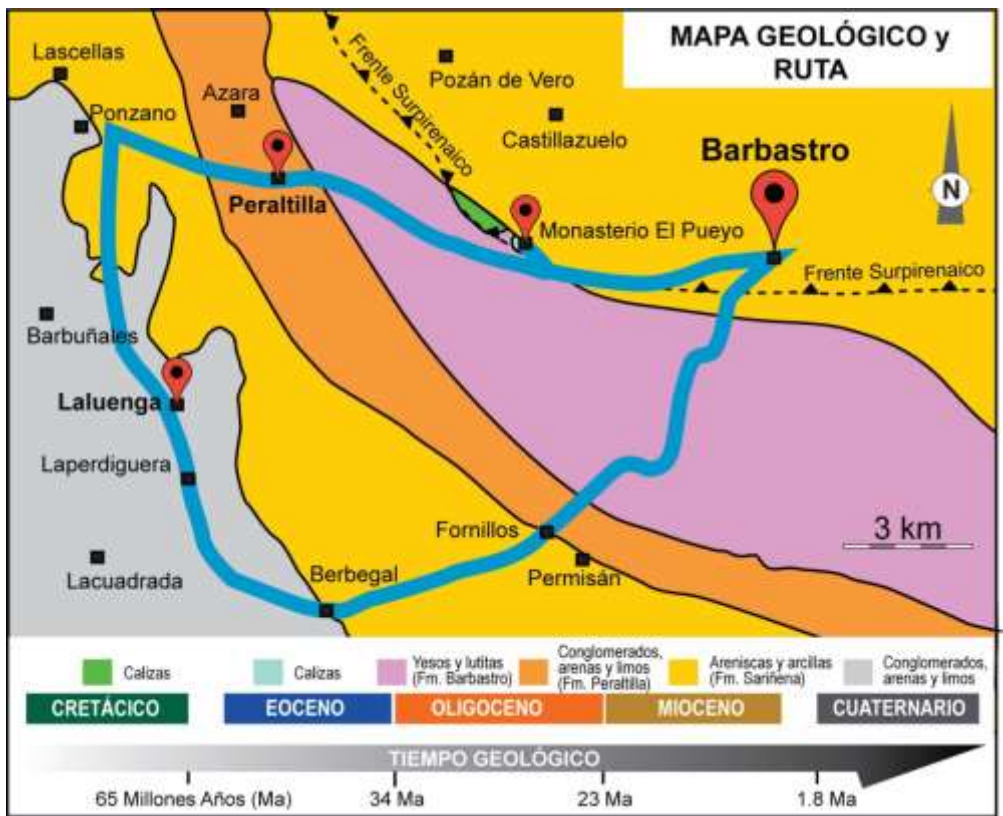 MAPA GEOLÓGICO y
RUTA
Lascellas
Ponzano
Azara
Frente Surpirenaico
Pozán de Vero
Castillazuelo
Barbastro
N
Peraltilla
Monasterio El Pueyo
Frente Surpirenaico
Barbuñales
Laluenga
Laperdiguera
Fornillos
3 km
Lacuadrada
Berbegal
Permisán
Calizas
Calizas
Yesos y lutitas
(Fm. Barbastro)
Conglomerados,
arenas y limos
(Fm. Peraltilla)
Areniscas y arcillas
(Fm. Sariñena)
Conglomerados,
arenas y limos
CRETÁCICO
EOCENO
OLIGOCENO
MIOCENO
CUATERNARIO
TIEMPO GEOLÓGICO
65 Millones Años (Ma)
34 Ma
23 Ma
1.8 Ma